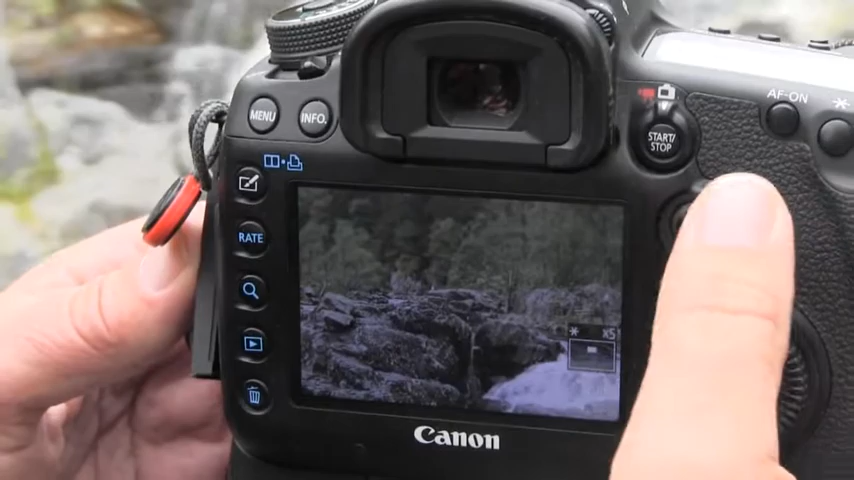 MENU
INFO.
AF-ON
START/
STOP
RATE
X5
Canon